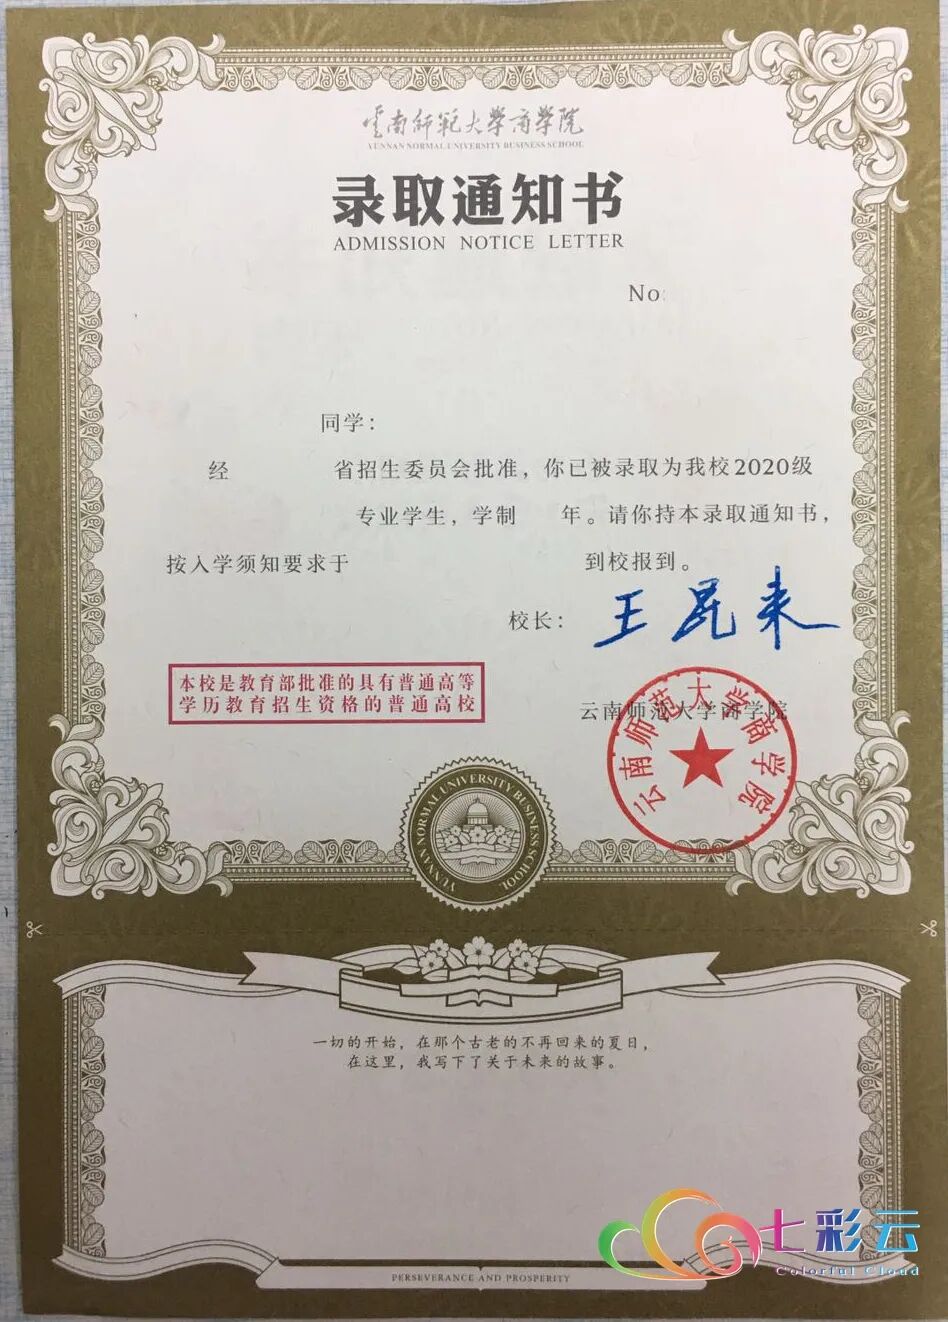 云南师范大学商学院
YUNNAN NORMAL UNIVERSITY BUSINESS SCHOOL
录取通知书
ADMISSION NOTICE LETTER
No:
同学：
经 省招生委员会批准，你已被录取为我校2020级
专业学生，学制 年。请你持本录取通知书，
按入学须知要求于 到校报到。
校长：王昆来
本校是教育部批准的具有普通高等
学历教育招生资格的普通高校
云南师范大学商学院
云南师范大学商学院
YUNNAN NORMAL UNIVERSITY BUSINESS SCHOOL
一切的开始，在那个古老的不再回来的夏日，
在这里，我写下了关于未来的故事。
PERSEVERANCE AND PROSPERITY
七彩云
Colorful Cloud